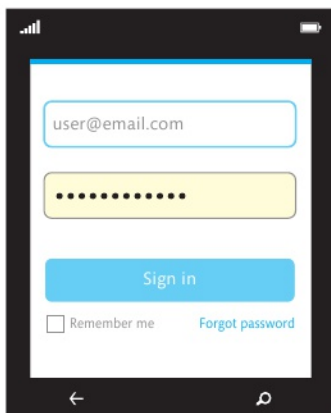 user@email.com
••••••••••••
Sign in
Remember me Forgot password